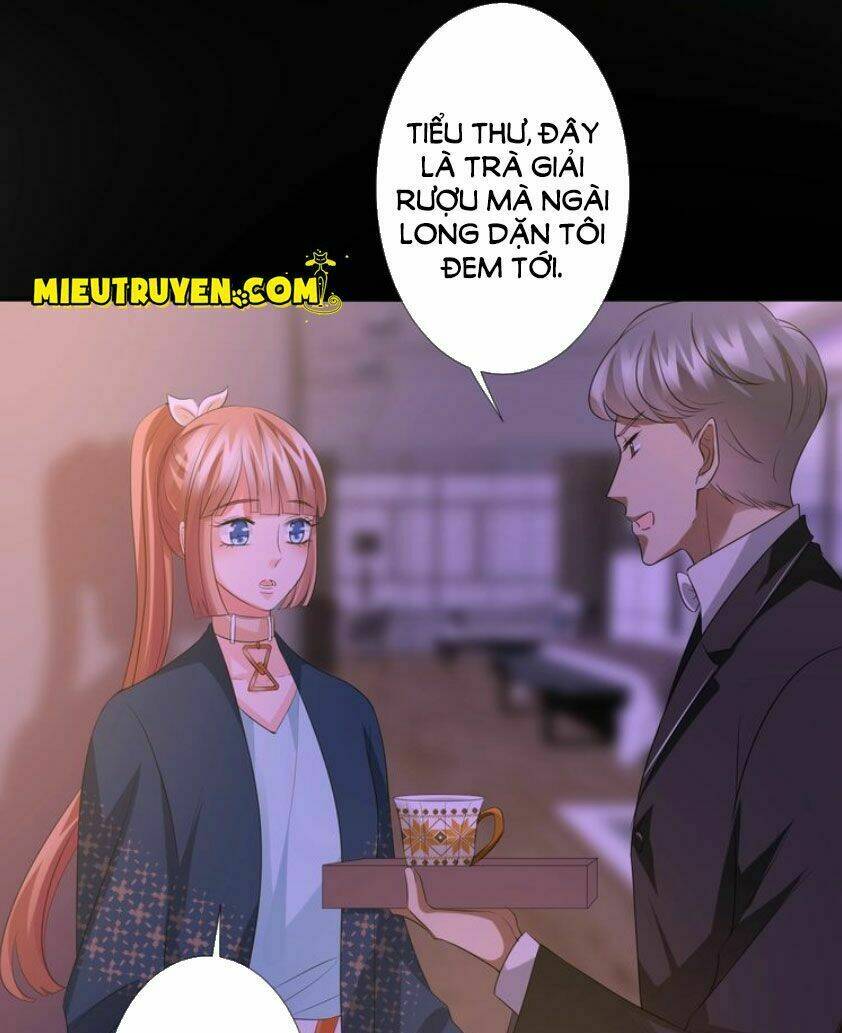 TIỂU THƯ, ĐÂY
LÀ TRÀ GIẢI
RƯỢU MÀ NGÀI
LONG DẶN TÔI
ĐEM TỚI.
MIEUTRUYEN.COM